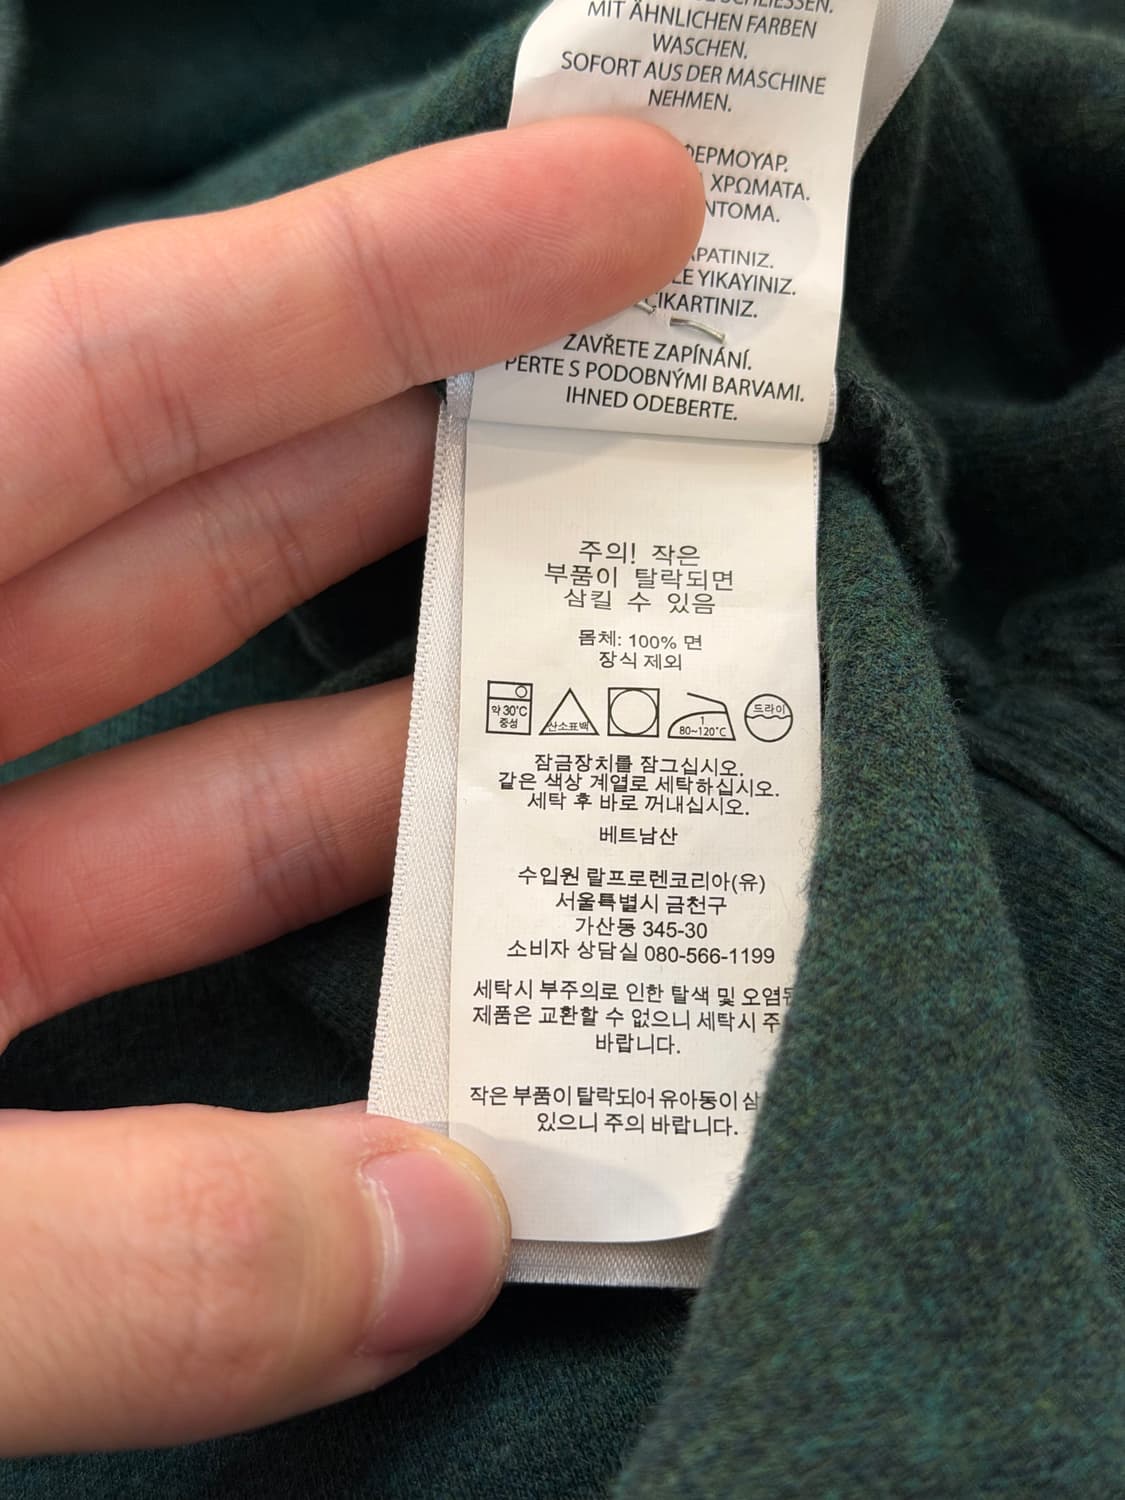 SCHLIESSEN.
MIT ÄHNLICHEN FARBEN
WASCHEN.
SOFORT AUS DER MASCHINE
NEHMEN.
ΦΕΡΜΟΥΑΡ.
ΧΡΩΜΑΤΑ.
YIKAYINIZ.
ÇIKARTINIZ.
ZAVŘETE ZAPÍNÁNÍ.
PERTE S PODOBNÝMI BARVAMI.
IHNED ODEBERTE.
주의! 작은
부품이 탈락되면
삼킬 수 있음
몸체: 100% 면
장식 제외
약 30°C
중성
산소표백
1
80~120°C
드라이
잠금장치를 잠그십시오.
같은 색상 계열로 세탁하십시오.
세탁 후 바로 꺼내십시오.
베트남산
수입원 랄프로렌코리아(유)
서울특별시 금천구
가산동 345-30
소비자 상담실 080-566-1199
세탁시 부주의로 인한 탈색 및
제품은 교환할 수 없으니 세탁시
바랍니다.
작은 부품이 탈락되어 유아동이
있으니 주의 바랍니다.